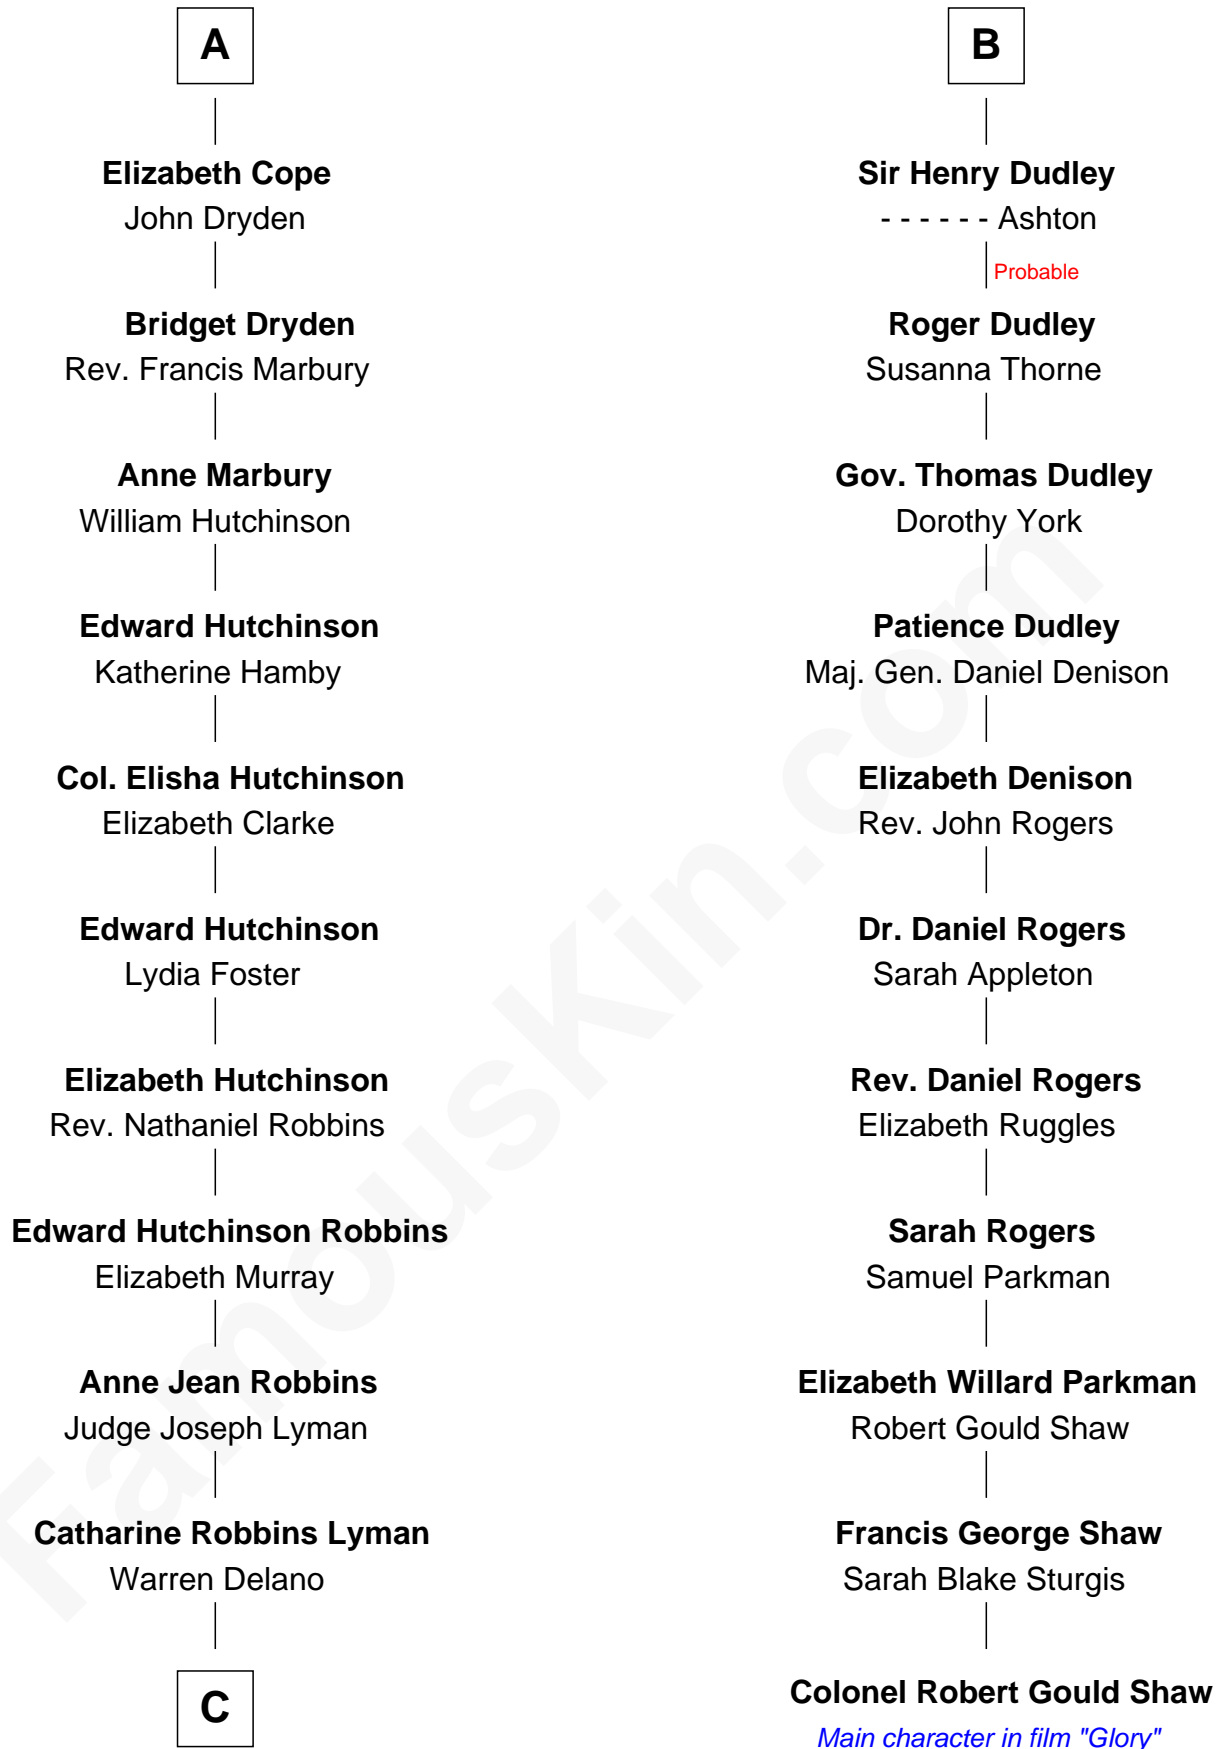 A
Elizabeth Cope
John Dryden
Bridget Dryden
Rev. Francis Marbury
Anne Marbury
William Hutchinson
Edward Hutchinson
Katherine Hamby
Col. Elisha Hutchinson
Elizabeth Clarke
Edward Hutchinson
Lydia Foster
Elizabeth Hutchinson
Rev. Nathaniel Robbins
Edward Hutchinson Robbins
Elizabeth Murray
Anne Jean Robbins
Judge Joseph Lyman
Catharine Robbins Lyman
Warren Delano
C
B
Sir Henry Dudley
- - - - - - Ashton
Probable
Roger Dudley
Susanna Thorne
Gov. Thomas Dudley
Dorothy York
Patience Dudley
Maj. Gen. Daniel Denison
Elizabeth Denison
Rev. John Rogers
Dr. Daniel Rogers
Sarah Appleton
Rev. Daniel Rogers
Elizabeth Ruggles
Sarah Rogers
Samuel Parkman
Elizabeth Willard Parkman
Robert Gould Shaw
Francis George Shaw
Sarah Blake Sturgis
Colonel Robert Gould Shaw
Main character in film "Glory"
FamousKin.com